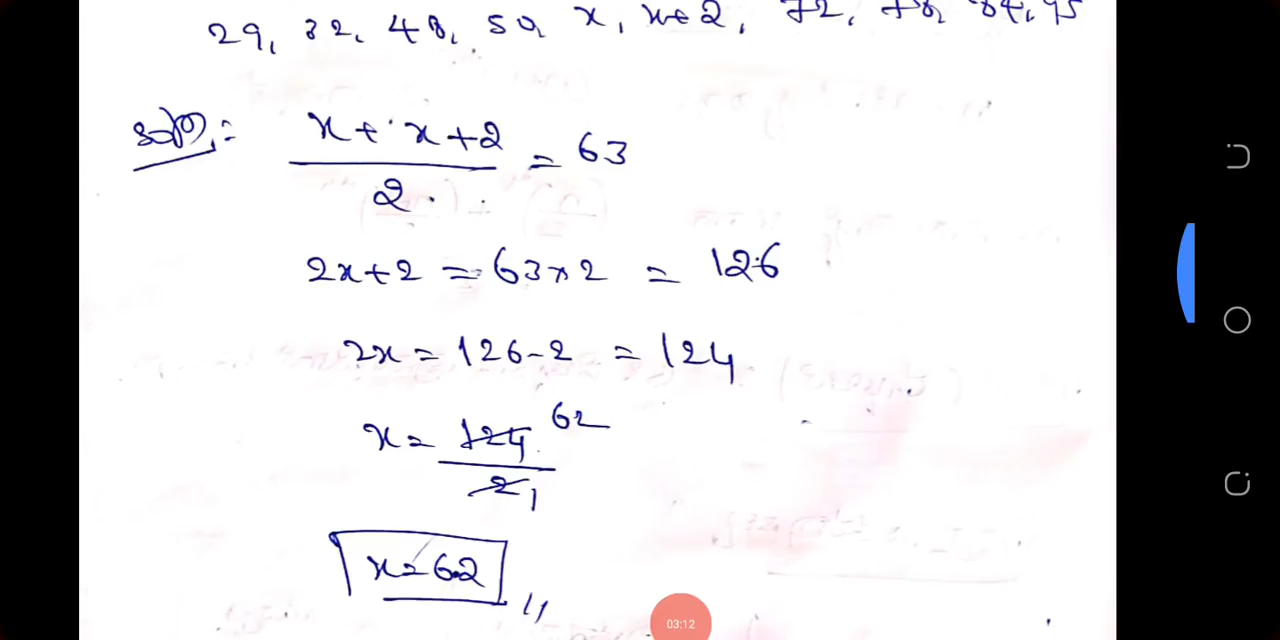 29, 32, 48, 50, x, x+2, 72, 78, 84, 95
x + x + 2 / 2 = 63
2x+2 = 63×2 = 126
2x = 126-2 = 124
x = 124 62 / 2 1
x = 62
03:12